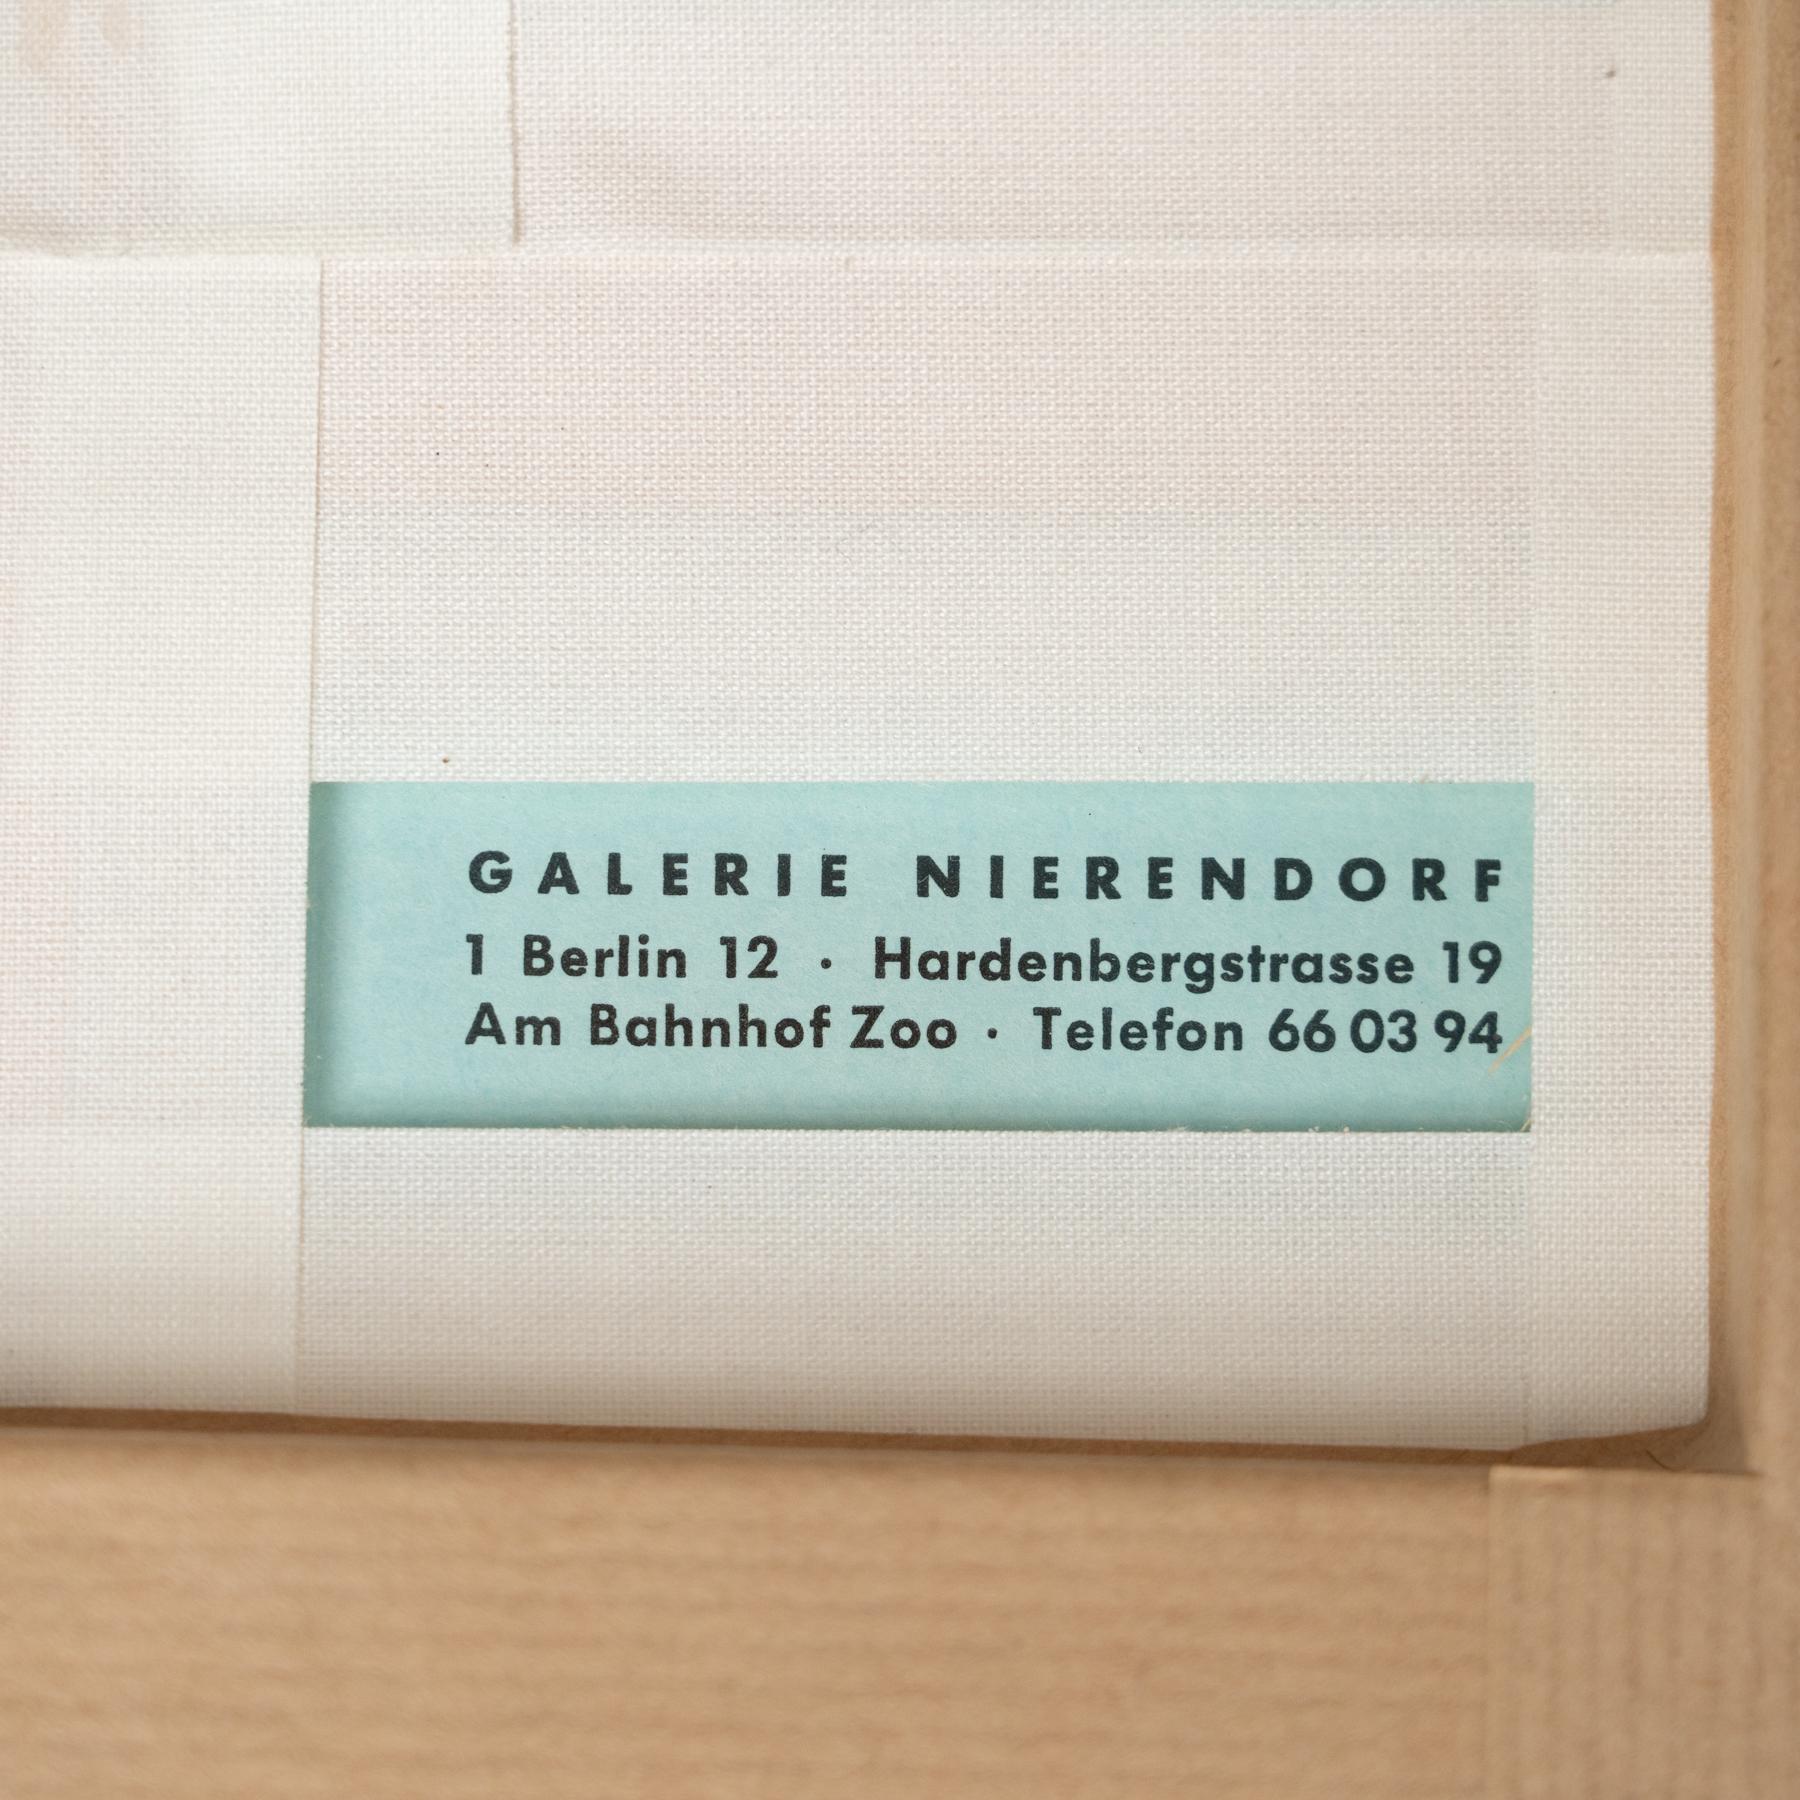 GALERIE NIERENDORF
1 Berlin 12 · Hardenbergstrasse 19
Am Bahnhof Zoo · Telefon 66 03 94